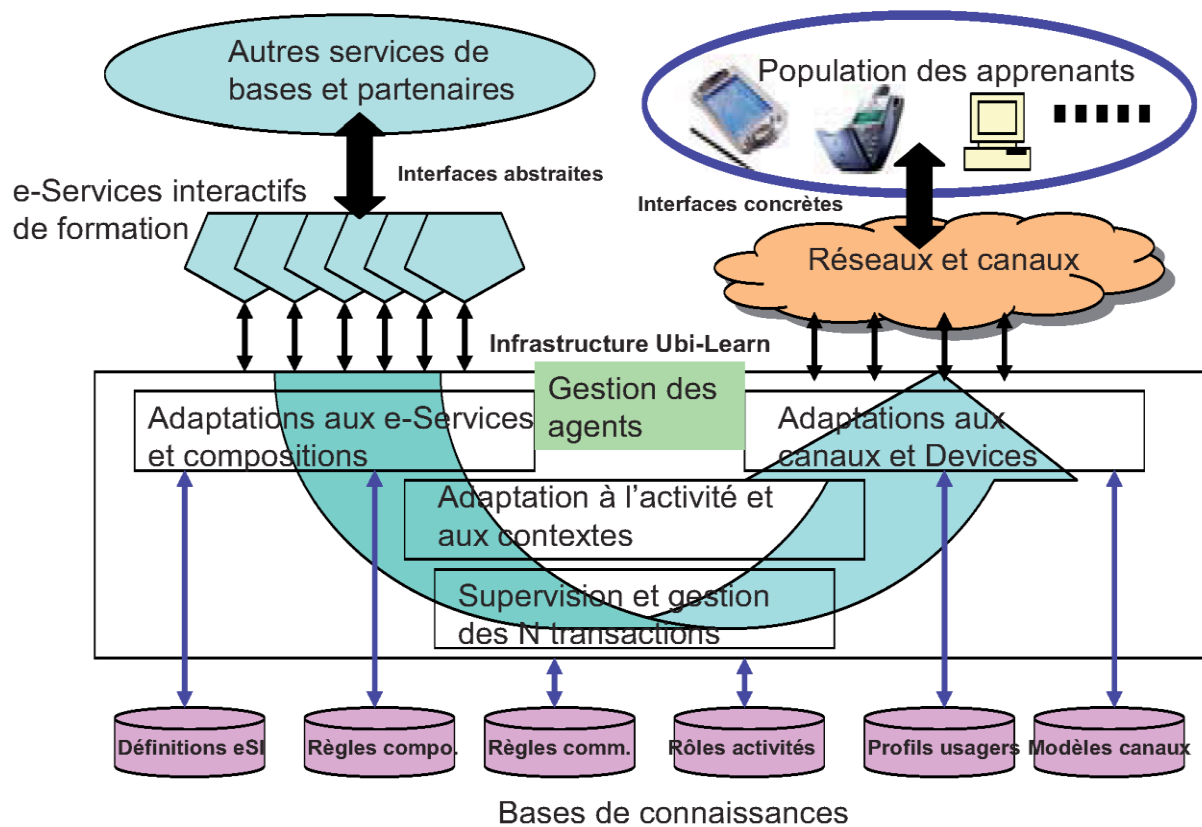 Autres services de
bases et partenaires
Population des apprenants
Interfaces abstraites
e-Services interactifs
de formation
Interfaces concrètes
Réseaux et canaux
Infrastructure Ubi-Learn
Gestion des
agents
Adaptations aux e-Services
et compositions
Adaptations aux
canaux et Devices
Adaptation à l'activité et
aux contextes
Supervision et gestion
des N transactions
Définitions eSI
Règles compo.
Règles comm.
Rôles activités
Profils usagers
Modèles canaux
Bases de connaissances